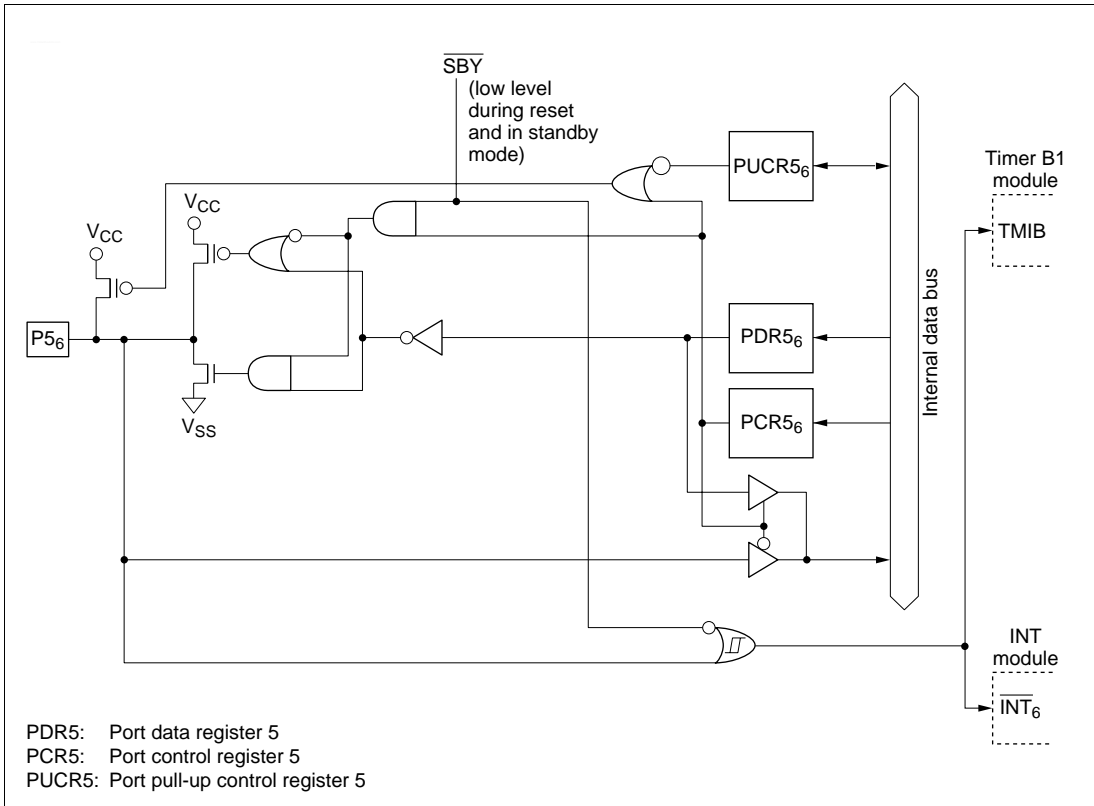 SBY
(low level
during reset
and in standby
mode)
PUCR56
Timer B1
module
TMIB
VCC
VCC
P56
VSS
PDR56
PCR56
Internal data bus
INT
module
INT6
PDR5: Port data register 5
PCR5: Port control register 5
PUCR5: Port pull-up control register 5